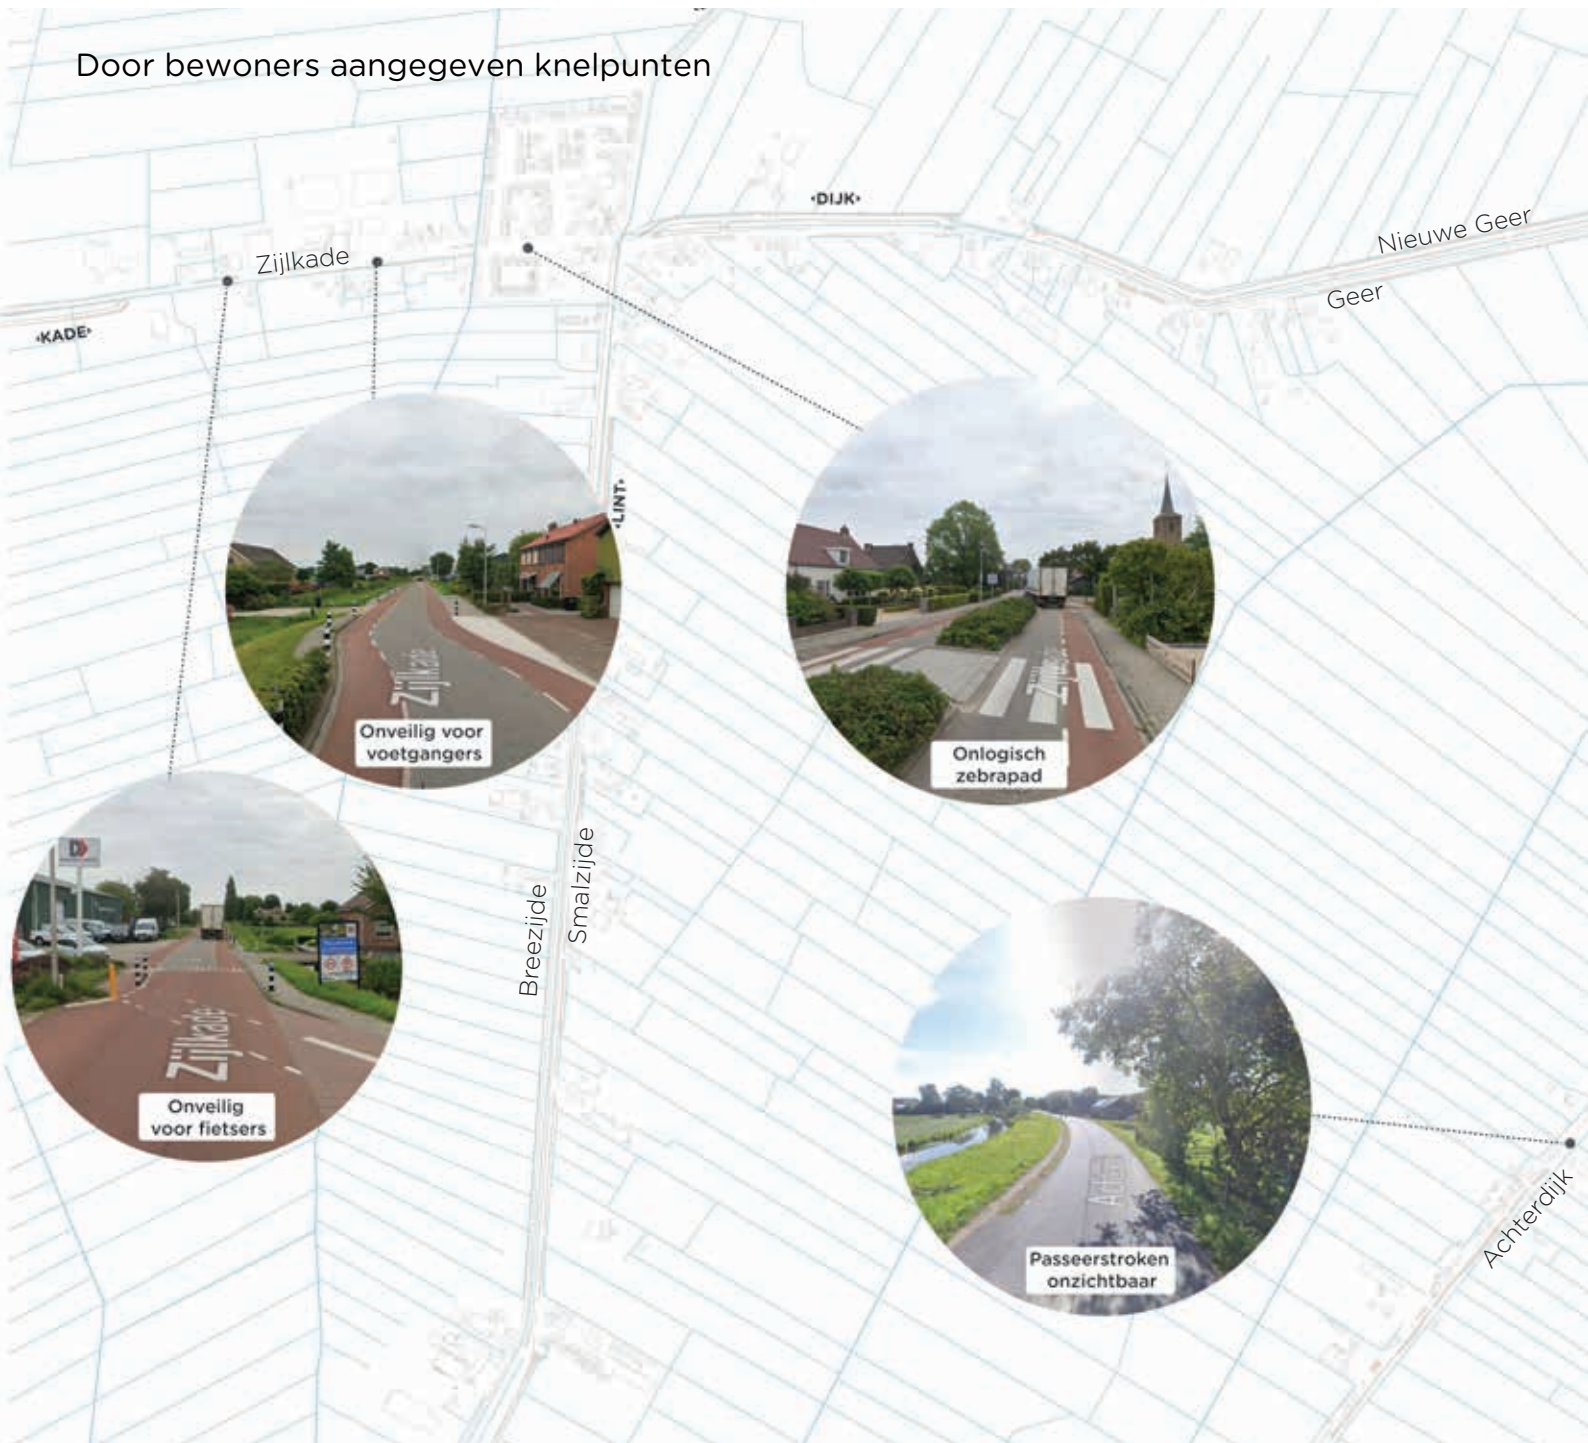 Door bewoners aangegeven knelpunten
‹DIJK›
Nieuwe Geer
Zijlkade
Geer
‹KADE›
‹LINT›
Zijlkade
Onveilig voor
voetgangers
Onlogisch
zebrapad
Smalzijde
Breezijde
Zijlkade
Onveilig
voor fietsers
Passeerstroken
onzichtbaar
Achterdijk